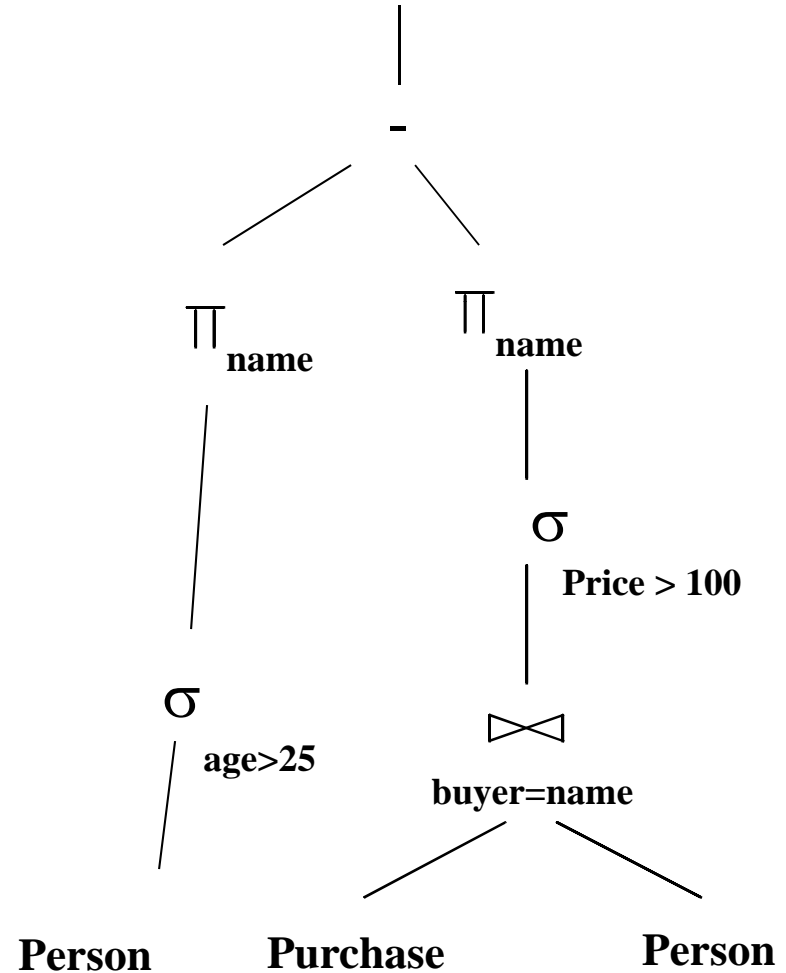 -
∏ name
∏ name
σ
Price > 100
σ
age>25
⋈
buyer=name
Person
Purchase
Person